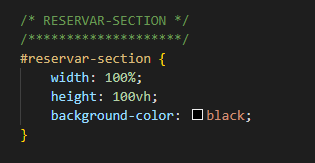 /* RESERVAR-SECTION */
/********************/
#reservar-section {
    width: 100%;
    height: 100vh;
    background-color: black;
}